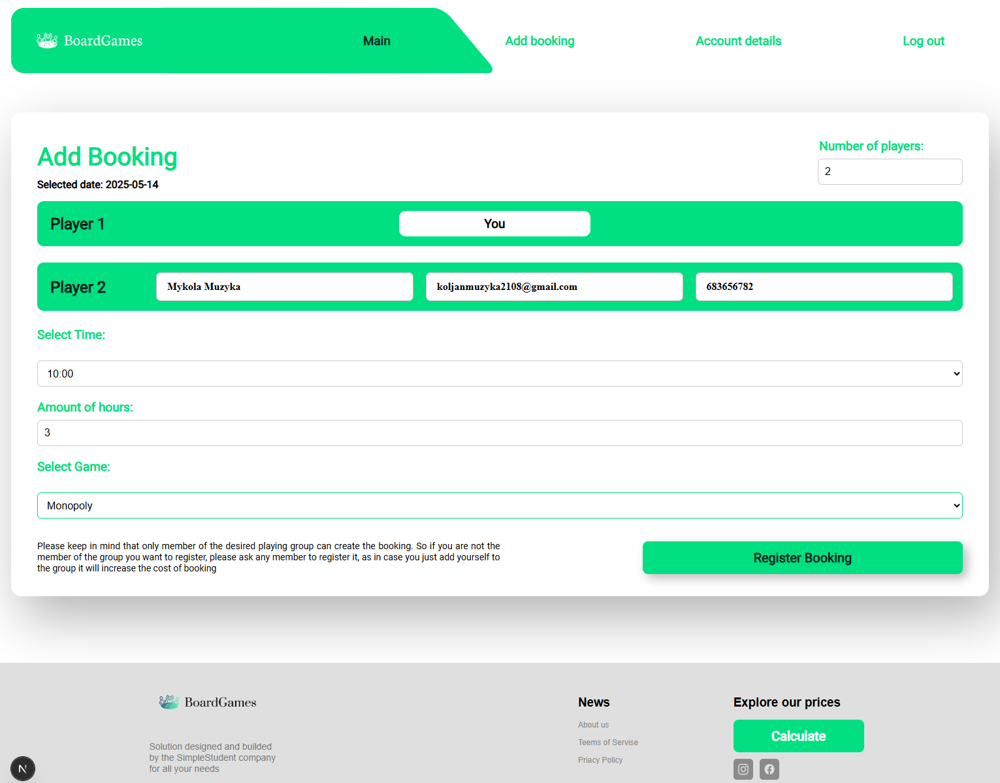 BoardGames
Main
Add booking
Account details
Log out
Add Booking
Number of players:
2
Selected date: 2025-05-14
Player 1
You
Player 2
Mykola Muzyka
koljanmuzyka2108@gmail.com
683656782
Select Time:
10:00
Amount of hours:
3
Select Game:
Monopoly
Please keep in mind that only member of the desired playing group can create the booking. So if you are not the
member of the group you want to register, please ask any member to register it, as in case you just add yourself to
the group it will increase the cost of booking
Register Booking
BoardGames
Solution designed and builded
by the SimpleStudent company
for all your needs
News
About us
Teems of Servise
Priacy Policy
Explore our prices
Calculate
N